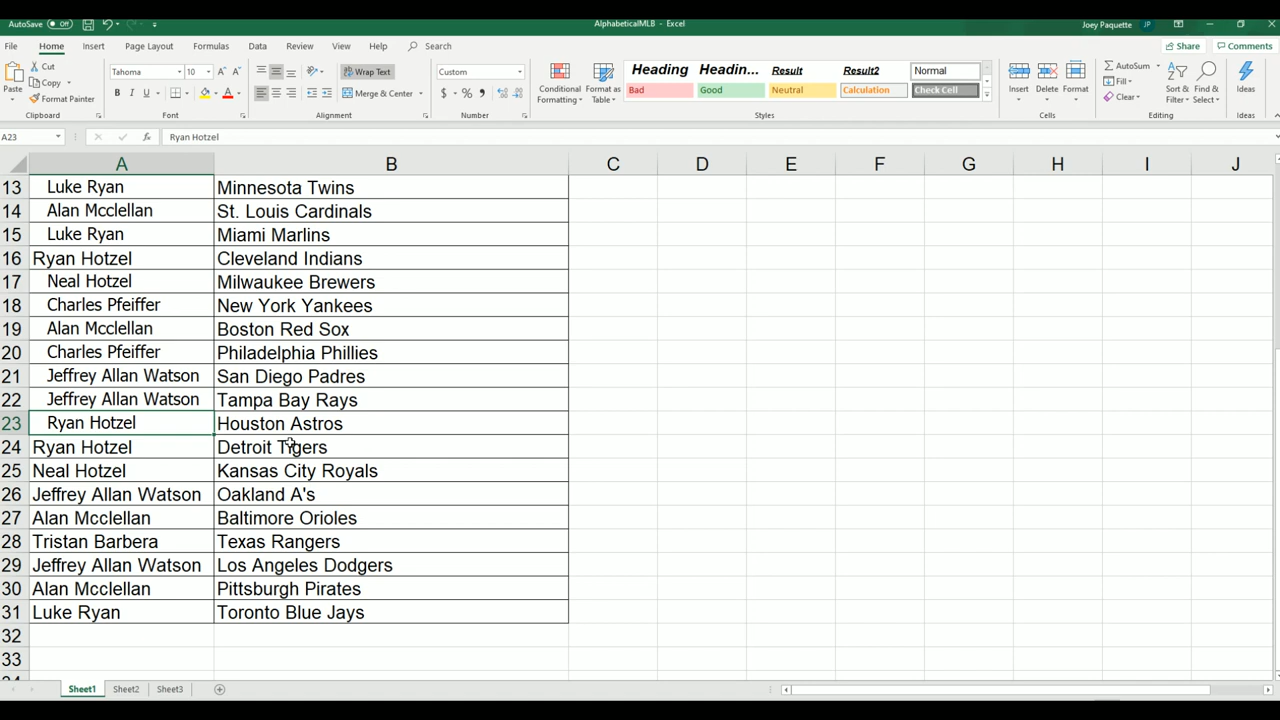 AutoSave Off AlphabeticalMLB - Excel Joey Paquette JP
File Home Insert Page Layout Formulas Data Review View Help Search Share Comments
Paste Cut Copy Format Painter Clipboard
Tahoma 10 B I U A Font
Wrap Text Merge & Center Alignment
Custom $ % Number
Conditional Formatting Format as Table
Heading Headin... Result Result2 Normal
Bad Good Neutral Calculation Check Cell
Styles
Insert Delete Format Cells
AutoSum Fill Clear Sort & Filter Find & Select Editing
Ideas Ideas
A23 fx Ryan Hotzel
A B C D E F G H I J
13 Luke Ryan Minnesota Twins
14 Alan Mcclellan St. Louis Cardinals
15 Luke Ryan Miami Marlins
16 Ryan Hotzel Cleveland Indians
17 Neal Hotzel Milwaukee Brewers
18 Charles Pfeiffer New York Yankees
19 Alan Mcclellan Boston Red Sox
20 Charles Pfeiffer Philadelphia Phillies
21 Jeffrey Allan Watson San Diego Padres
22 Jeffrey Allan Watson Tampa Bay Rays
23 Ryan Hotzel Houston Astros
24 Ryan Hotzel Detroit Tigers
25 Neal Hotzel Kansas City Royals
26 Jeffrey Allan Watson Oakland A's
27 Alan Mcclellan Baltimore Orioles
28 Tristan Barbera Texas Rangers
29 Jeffrey Allan Watson Los Angeles Dodgers
30 Alan Mcclellan Pittsburgh Pirates
31 Luke Ryan Toronto Blue Jays
32
33
Sheet1 Sheet2 Sheet3